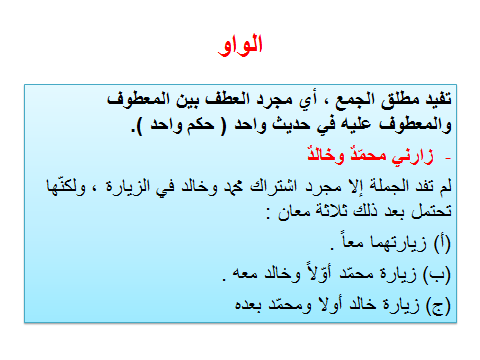 الواو
تفيد مطلق الجمع ، أي مجرد العطف بين المعطوف
والمعطوف عليه في حديث واحد ( حكم واحد ).
- زارني محمّدٌ وخالدٌ
لم تفد الجملة إلا مجرد اشتراك محمد وخالد في الزيارة ، ولكنّها
تحتمل بعد ذلك ثلاثة معان :
(أ) زيارتهما معاً .
(ب) زيارة محمّد أوّلاً وخالد معه .
(ج) زيارة خالد أولا ومحمّد بعده